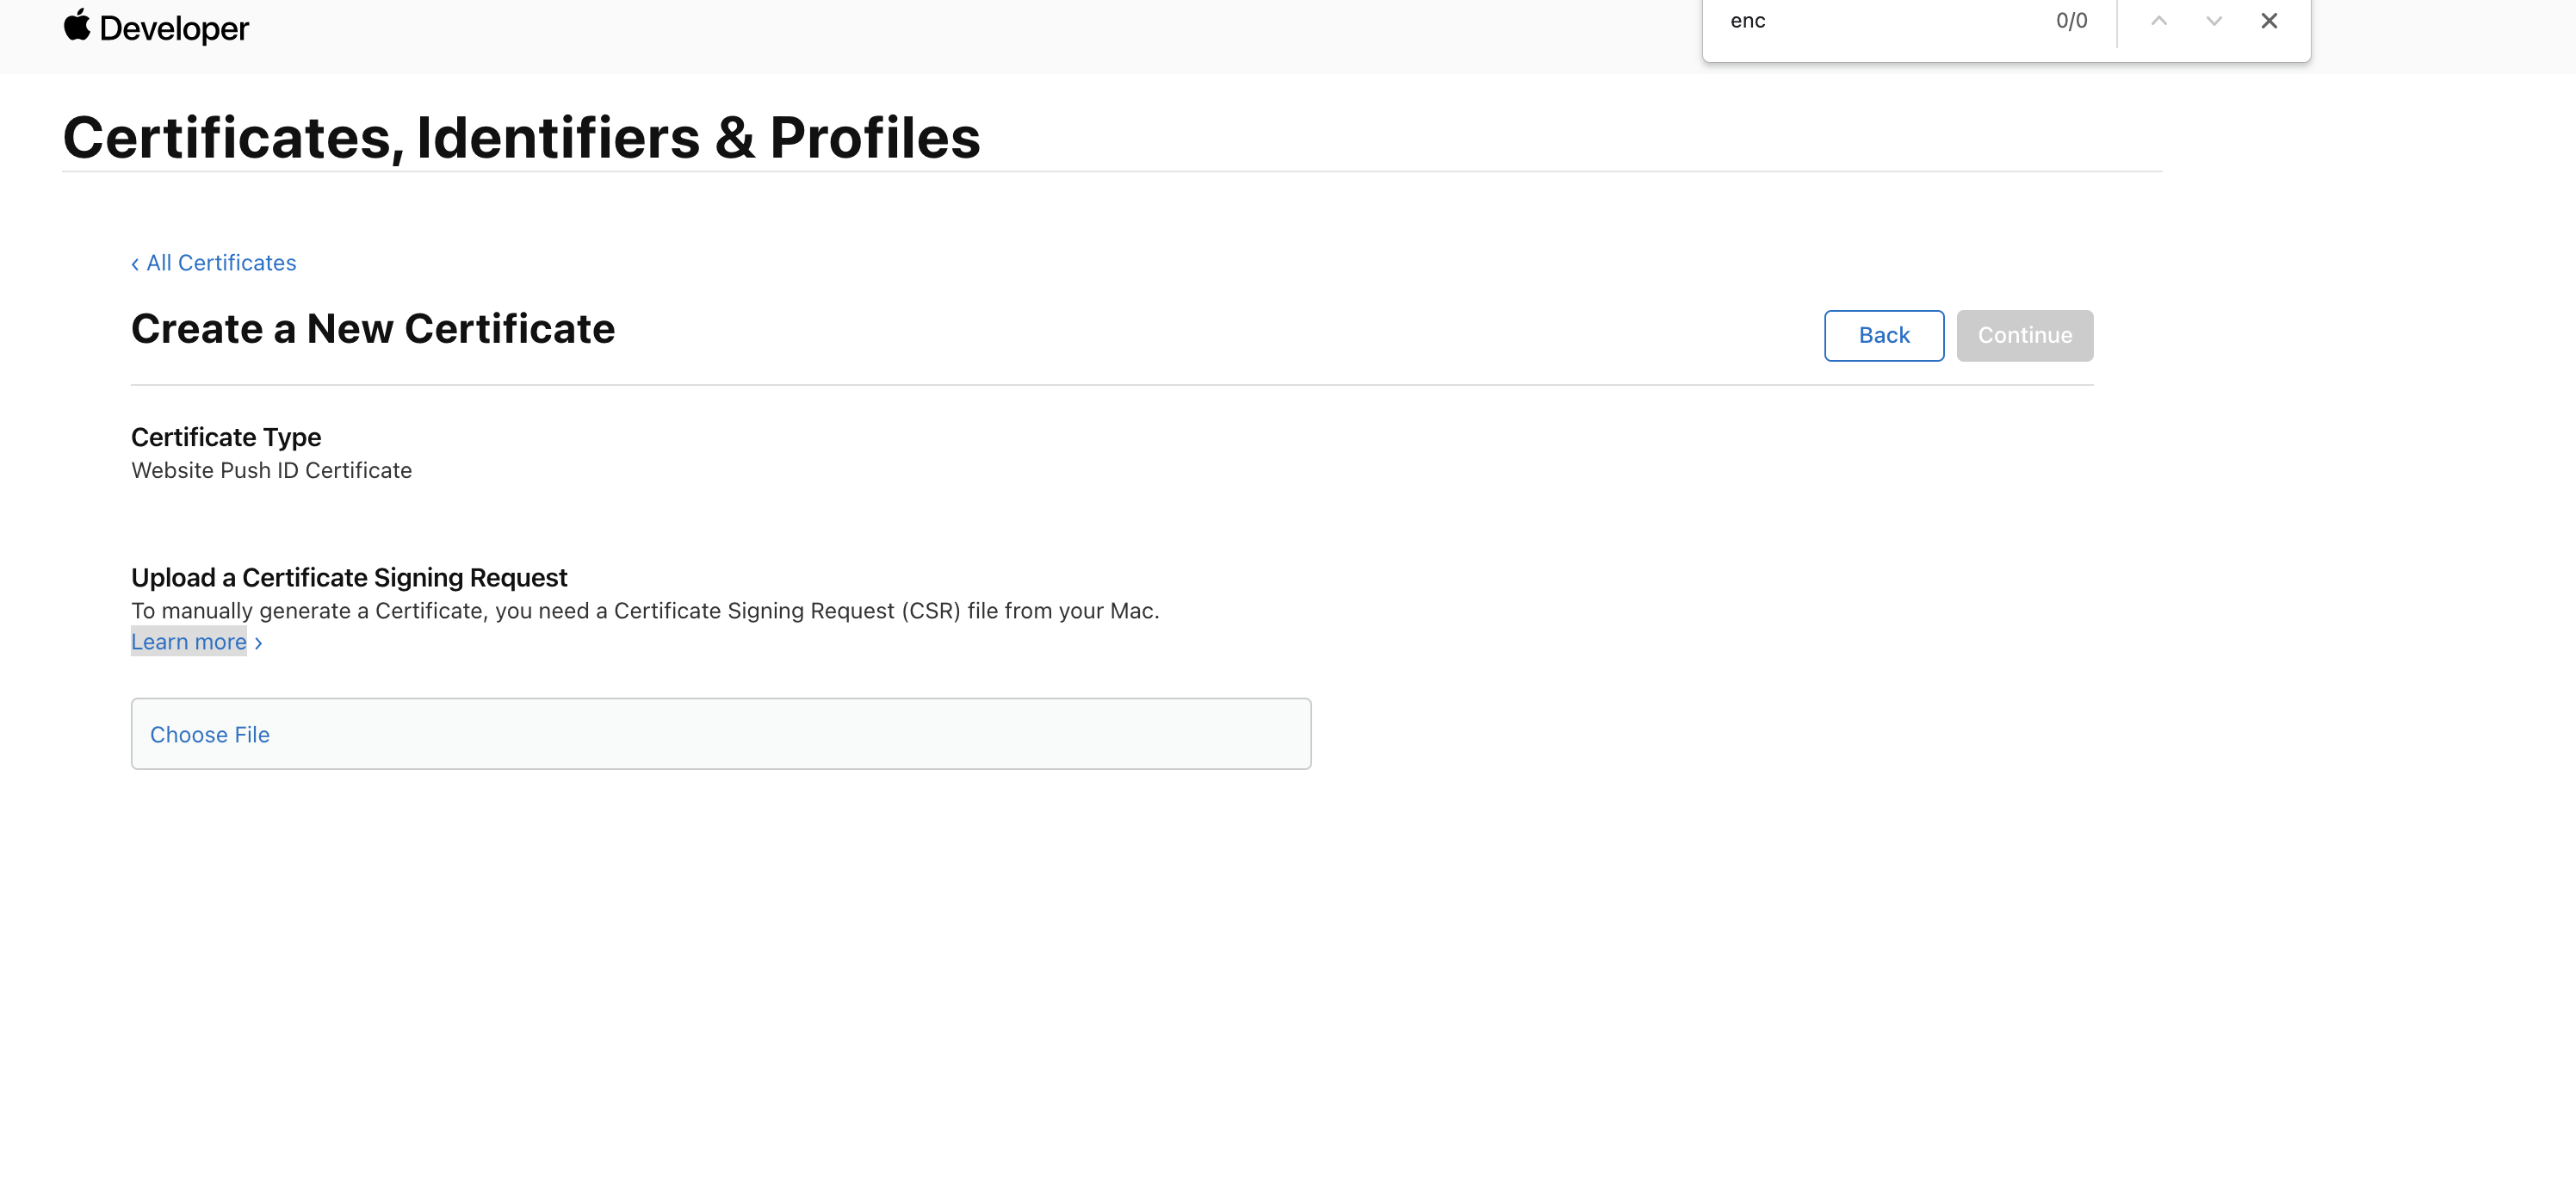 Developer
enc 0/0
Certificates, Identifiers & Profiles
‹ All Certificates
Create a New Certificate
Back Continue
Certificate Type
Website Push ID Certificate
Upload a Certificate Signing Request
To manually generate a Certificate, you need a Certificate Signing Request (CSR) file from your Mac.
Learn more ›
Choose File